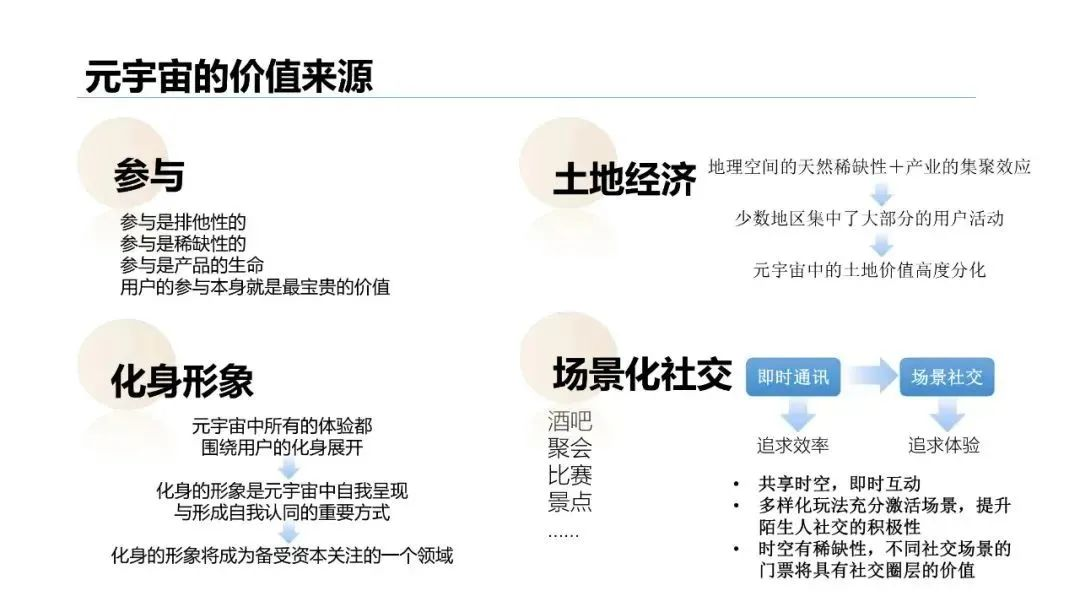 元宇宙的价值来源
参与
参与是排他性的
参与是稀缺性的
参与是产品的生命
用户的参与本身就是最宝贵的价值
土地经济
地理空间的天然稀缺性＋产业的集聚效应
少数地区集中了大部分的用户活动
元宇宙中的土地价值高度分化
化身形象
元宇宙中所有的体验都
围绕用户的化身展开
化身的形象是元宇宙中自我呈现
与形成自我认同的重要方式
化身的形象将成为备受资本关注的一个领域
场景化社交
酒吧
聚会
比赛
景点
......
即时通讯
场景社交
追求效率
追求体验
• 共享时空，即时互动
• 多样化玩法充分激活场景，提升
陌生人社交的积极性
• 时空有稀缺性，不同社交场景的
门票将具有社交圈层的价值